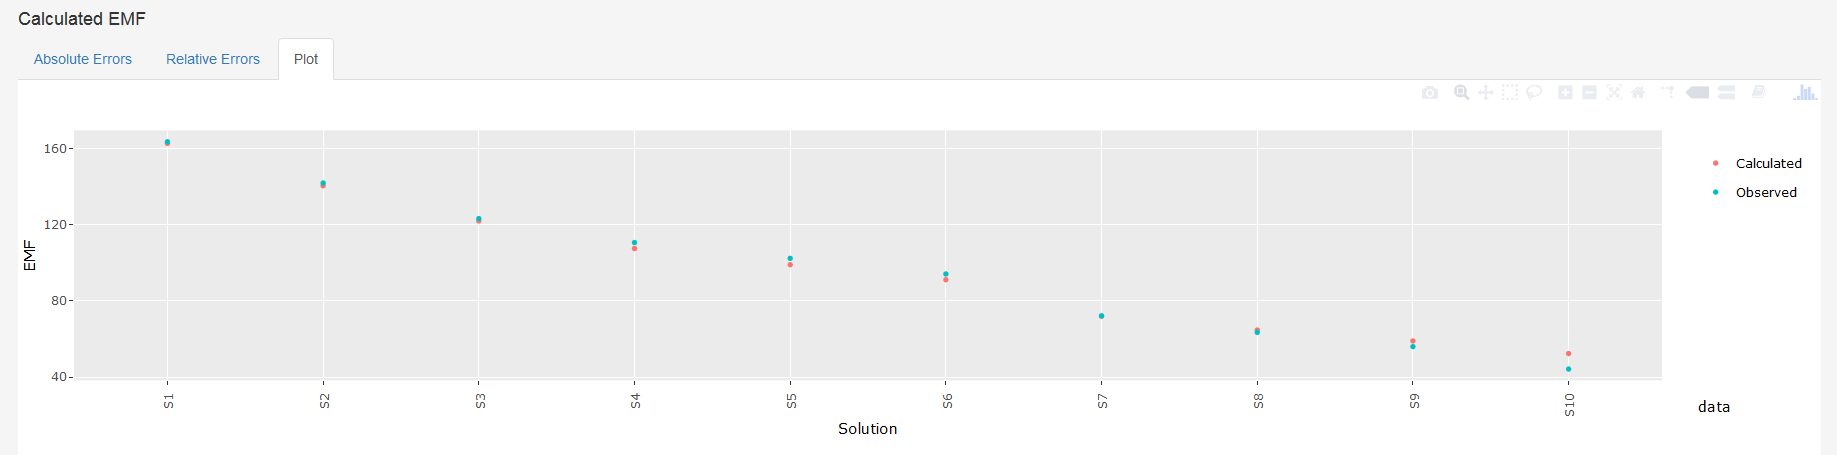 Calculated EMF
Absolute Errors Relative Errors Plot
160
120
80
40
EMF
S1 S2 S3 S4 S5 S6 S7 S8 S9 S10
Solution
Calculated
Observed
data